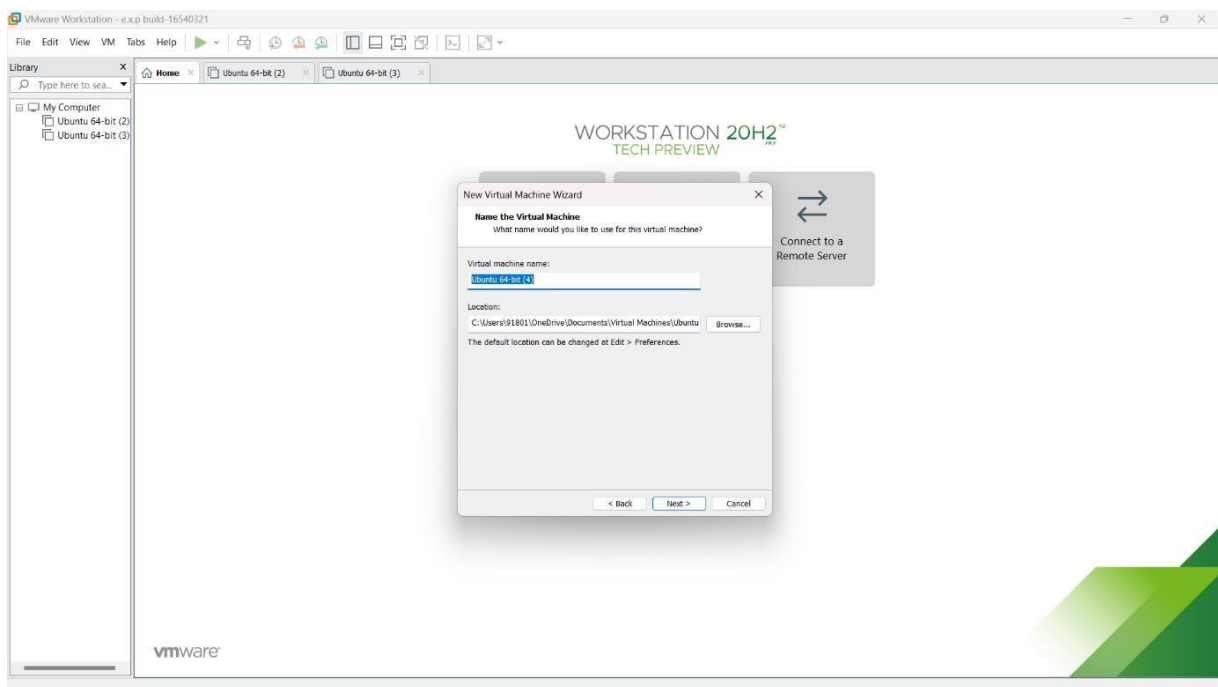 VMware Workstation - e.x.p build-16540321
File Edit View VM Tabs Help
Library
Type here to sea...
My Computer
Ubuntu 64-bit (2)
Ubuntu 64-bit (3)
Home
Ubuntu 64-bit (2)
Ubuntu 64-bit (3)
WORKSTATION 20H2™
JULY
TECH PREVIEW
Connect to a
Remote Server
New Virtual Machine Wizard
Name the Virtual Machine
What name would you like to use for this virtual machine?
Virtual machine name:
Ubuntu 64-bit (4)
Location:
C:\Users\91801\OneDrive\Documents\Virtual Machines\Ubuntu
Browse...
The default location can be changed at Edit > Preferences.
< Back
Next >
Cancel
vmware